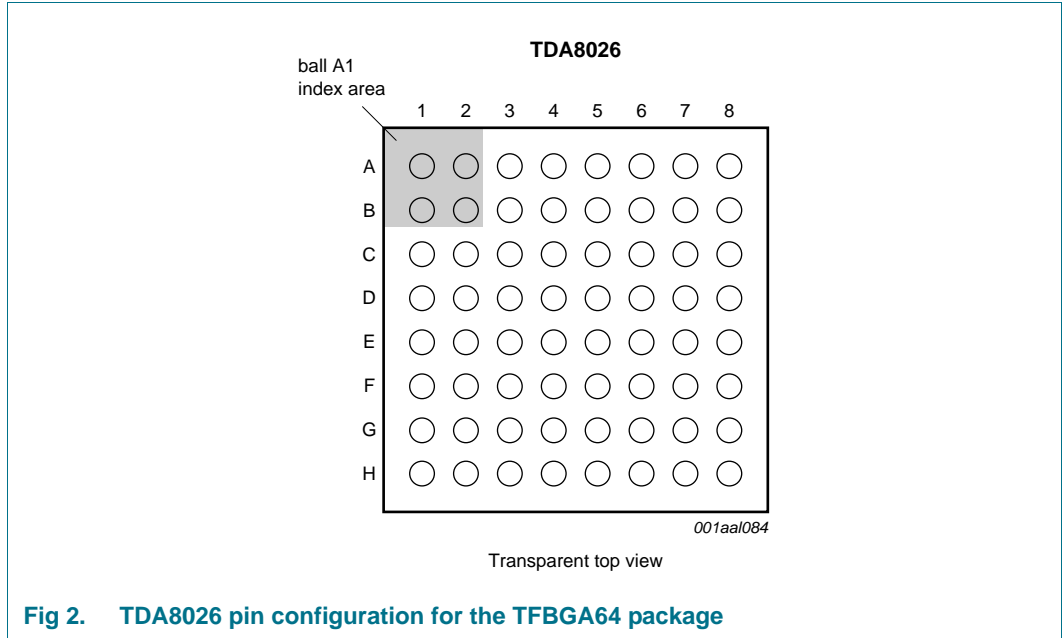 TDA8026
ball A1
index area
1 2 3 4 5 6 7 8
A
B
C
D
E
F
G
H
001aal084
Transparent top view
Fig 2. TDA8026 pin configuration for the TFBGA64 package